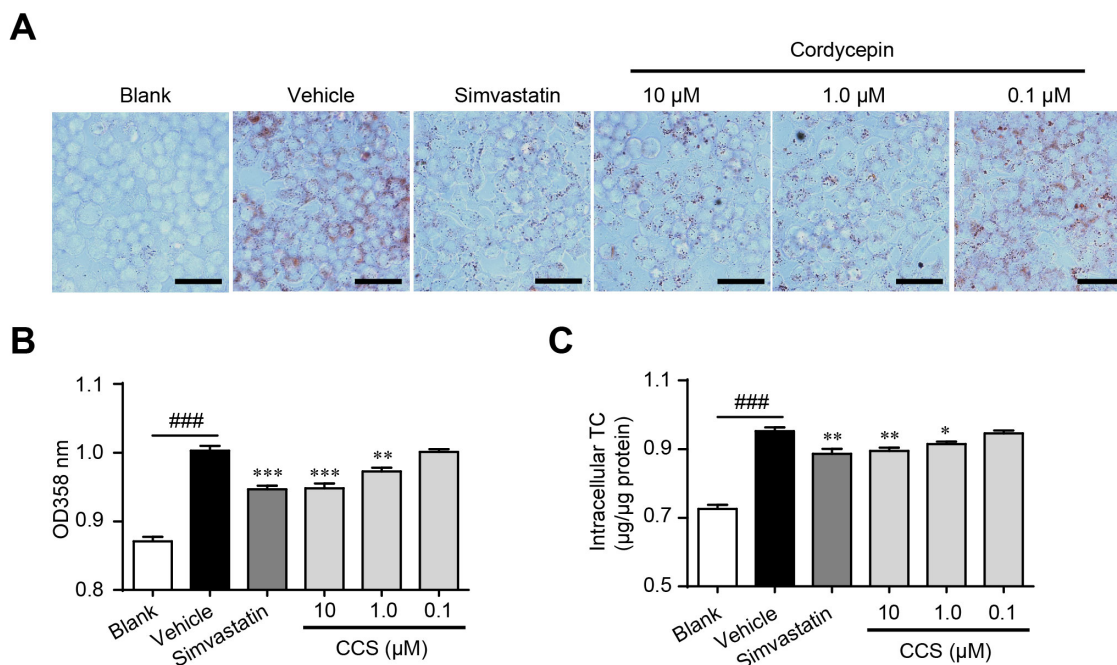 A
Cordycepin
Blank Vehicle Simvastatin 10 µM 1.0 µM 0.1 µM
B
1.1
1.0
0.9
0.8
OD358 nm
###
*** *** **
Blank Vehicle Simvastatin 10 1.0 0.1
CCS (µM)
C
1.1
0.9
0.7
0.5
Intracellular TC
(µg/µg protein)
###
** ** *
Blank Vehicle Simvastatin 10 1.0 0.1
CCS (µM)